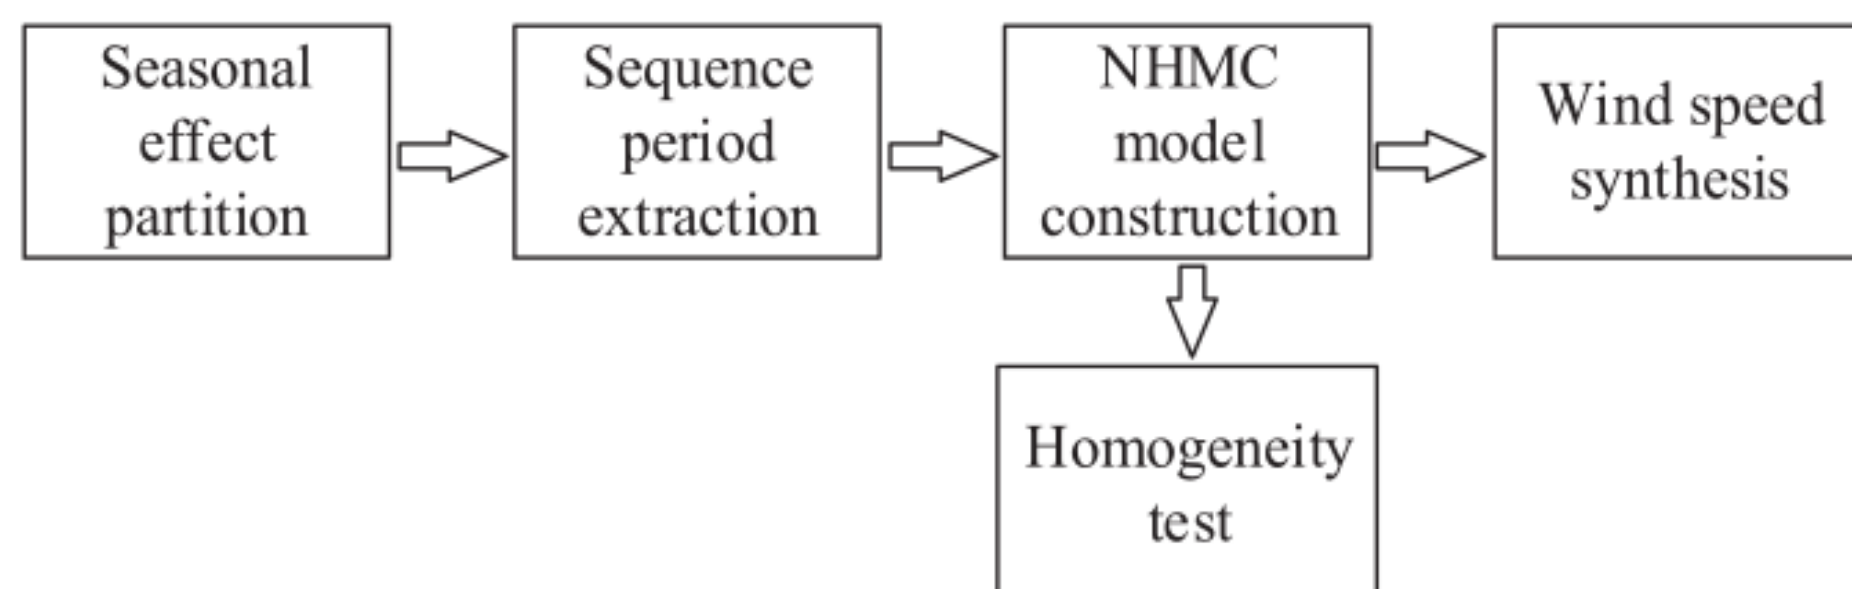 Seasonal
effect
partition
Sequence
period
extraction
NHMC
model
construction
Wind speed
synthesis
Homogeneity
test